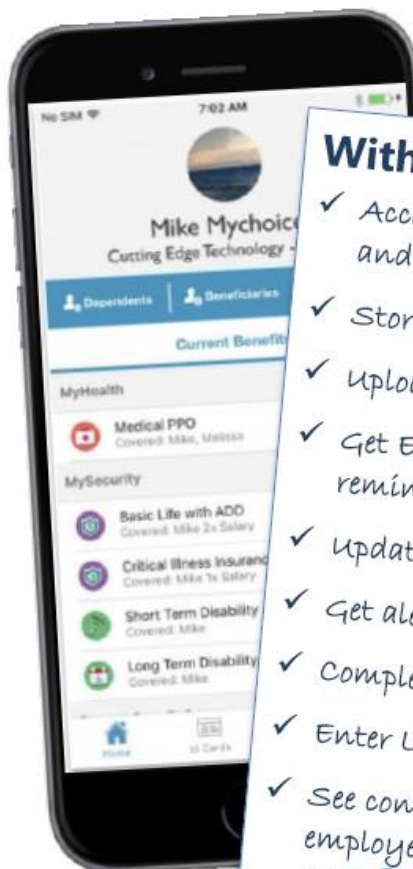 No SIM
7:02 AM
Mike Mychoice
Cutting Edge Technology -
Dependents
Beneficiaries
Current Benefits
MyHealth
Medical PPO
Covered: Mike, Melissa
MySecurity
Basic Life with ADD
Covered: Mike 2x Salary
Critical Illness Insuranc
Covered: Mike 1x Salary
Short Term Disability
Covered: Mike
Long Term Disability
Covered: Mike
Home
Id Cards
With
✓ Acc
and
✓ Stor
✓ Uploa
✓ Get E
remin
✓ Updat
✓ Get ale
✓ Comple
✓ Enter L
✓ See con
employe